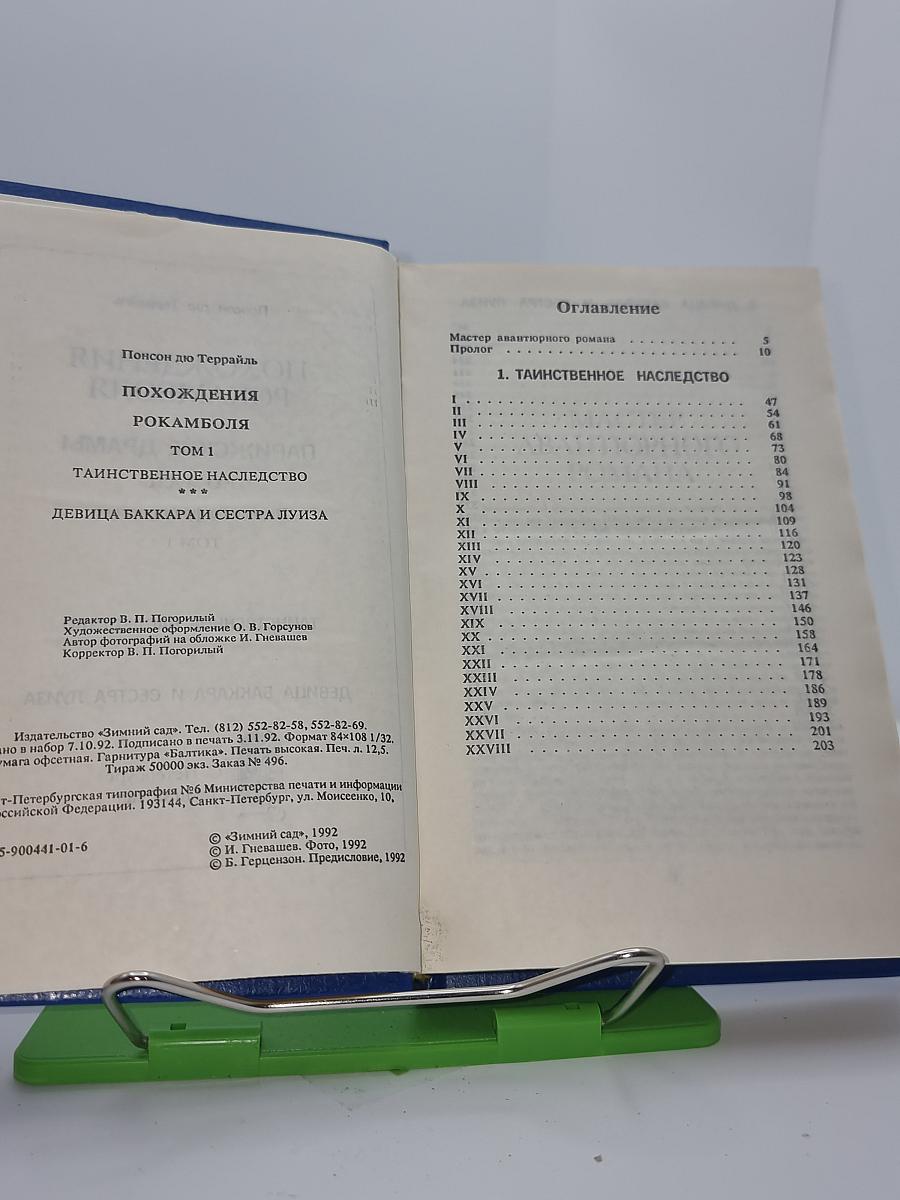 Понсон дю Террайль
ПОХОЖДЕНИЯ
РОКАМБОЛЯ
ТОМ 1
ТАИНСТВЕННОЕ НАСЛЕДСТВО
* * *
ДЕВИЦА БАККАРА И СЕСТРА ЛУИЗА
Редактор В. П. Погорилый
Художественное оформление О. В. Горсунов
Автор фотографий на обложке И. Гневашев
Корректор В. П. Погорилый
Издательство «Зимний сад». Тел. (812) 552-82-58, 552-82-69.
ано в набор 7.10.92. Подписано в печать 3.11.92. Формат 84×108 1/32.
умага офсетная. Гарнитура «Балтика». Печать высокая. Печ. л. 12,5.
Тираж 50000 экз. Заказ № 496.
т-Петербургская типография №6 Министерства печати и информации
оссийской Федерации. 193144, Санкт-Петербург, ул. Моисеенко, 10,
5-900441-01-6
© «Зимний сад», 1992
© И. Гневашев. Фото, 1992
© Б. Герцензон. Предисловие, 1992
Оглавление
Мастер авантюрного романа . . . . . . . . . . 5
Пролог . . . . . . . . . . . . . . . . . . . . 10
1. ТАИНСТВЕННОЕ НАСЛЕДСТВО
I . . . . . . . . . . . . . . . . . . . . 47
II . . . . . . . . . . . . . . . . . . . . 54
III . . . . . . . . . . . . . . . . . . . . 61
IV . . . . . . . . . . . . . . . . . . . . 68
V . . . . . . . . . . . . . . . . . . . . 73
VI . . . . . . . . . . . . . . . . . . . . 80
VII . . . . . . . . . . . . . . . . . . . . 84
VIII . . . . . . . . . . . . . . . . . . . . 91
IX . . . . . . . . . . . . . . . . . . . . 98
X . . . . . . . . . . . . . . . . . . . . 104
XI . . . . . . . . . . . . . . . . . . . . 109
XII . . . . . . . . . . . . . . . . . . . . 116
XIII . . . . . . . . . . . . . . . . . . . . 120
XIV . . . . . . . . . . . . . . . . . . . . 123
XV . . . . . . . . . . . . . . . . . . . . 128
XVI . . . . . . . . . . . . . . . . . . . . 131
XVII . . . . . . . . . . . . . . . . . . . . 137
XVIII . . . . . . . . . . . . . . . . . . . . 146
XIX . . . . . . . . . . . . . . . . . . . . 150
XX . . . . . . . . . . . . . . . . . . . . 158
XXI . . . . . . . . . . . . . . . . . . . . 164
XXII . . . . . . . . . . . . . . . . . . . . 171
XXIII . . . . . . . . . . . . . . . . . . . . 178
XXIV . . . . . . . . . . . . . . . . . . . . 186
XXV . . . . . . . . . . . . . . . . . . . . 189
XXVI . . . . . . . . . . . . . . . . . . . . 193
XXVII . . . . . . . . . . . . . . . . . . . . 201
XXVIII . . . . . . . . . . . . . . . . . . . . 203